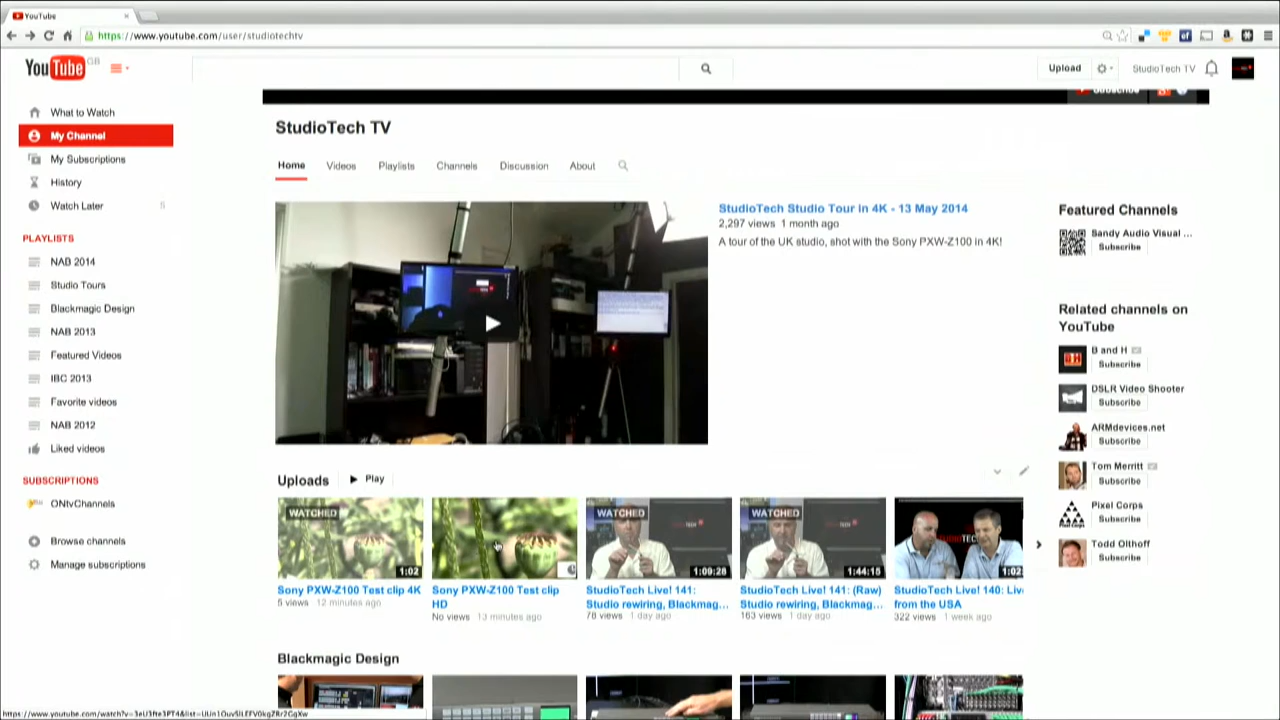 YouTube
https://www.youtube.com/user/studiotechtv
YouTube GB
Upload
StudioTech TV
What to Watch
My Channel
My Subscriptions
History
Watch Later 5
PLAYLISTS
NAB 2014
Studio Tours
Blackmagic Design
NAB 2013
Featured Videos
IBC 2013
Favorite videos
NAB 2012
Liked videos
SUBSCRIPTIONS
ONtvChannels
Browse channels
Manage subscriptions
Subscribe
StudioTech TV
Home Videos Playlists Channels Discussion About
StudioTech Studio Tour in 4K - 13 May 2014
2,297 views 1 month ago
A tour of the UK studio, shot with the Sony PXW-Z100 in 4K!
Uploads Play
WATCHED
1:02
Sony PXW-Z100 Test clip 4K
5 views 12 minutes ago
Sony PXW-Z100 Test clip
HD
No views 13 minutes ago
WATCHED
1:09:28
StudioTech Live! 141:
Studio rewiring, Blackmag...
78 views 1 day ago
WATCHED
1:44:15
StudioTech Live! 141: (Raw)
Studio rewiring, Blackmag...
163 views 1 day ago
1:02
StudioTech Live! 140: Liv
from the USA
322 views 1 week ago
Blackmagic Design
Featured Channels
Sandy Audio Visual ...
Subscribe
Related channels on
YouTube
B and H
Subscribe
DSLR Video Shooter
Subscribe
ARMdevices.net
Subscribe
Tom Merritt
Subscribe
Pixel Corps
Subscribe
Todd Olthoff
Subscribe